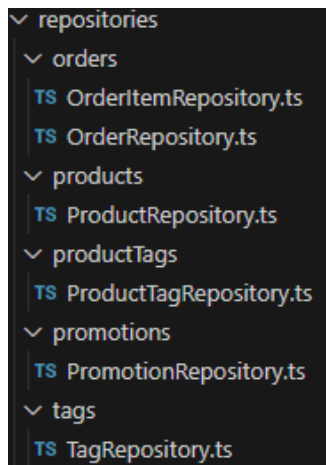 repositories
orders
TS OrderItemRepository.ts
TS OrderRepository.ts
products
TS ProductRepository.ts
productTags
TS ProductTagRepository.ts
promotions
TS PromotionRepository.ts
tags
TS TagRepository.ts